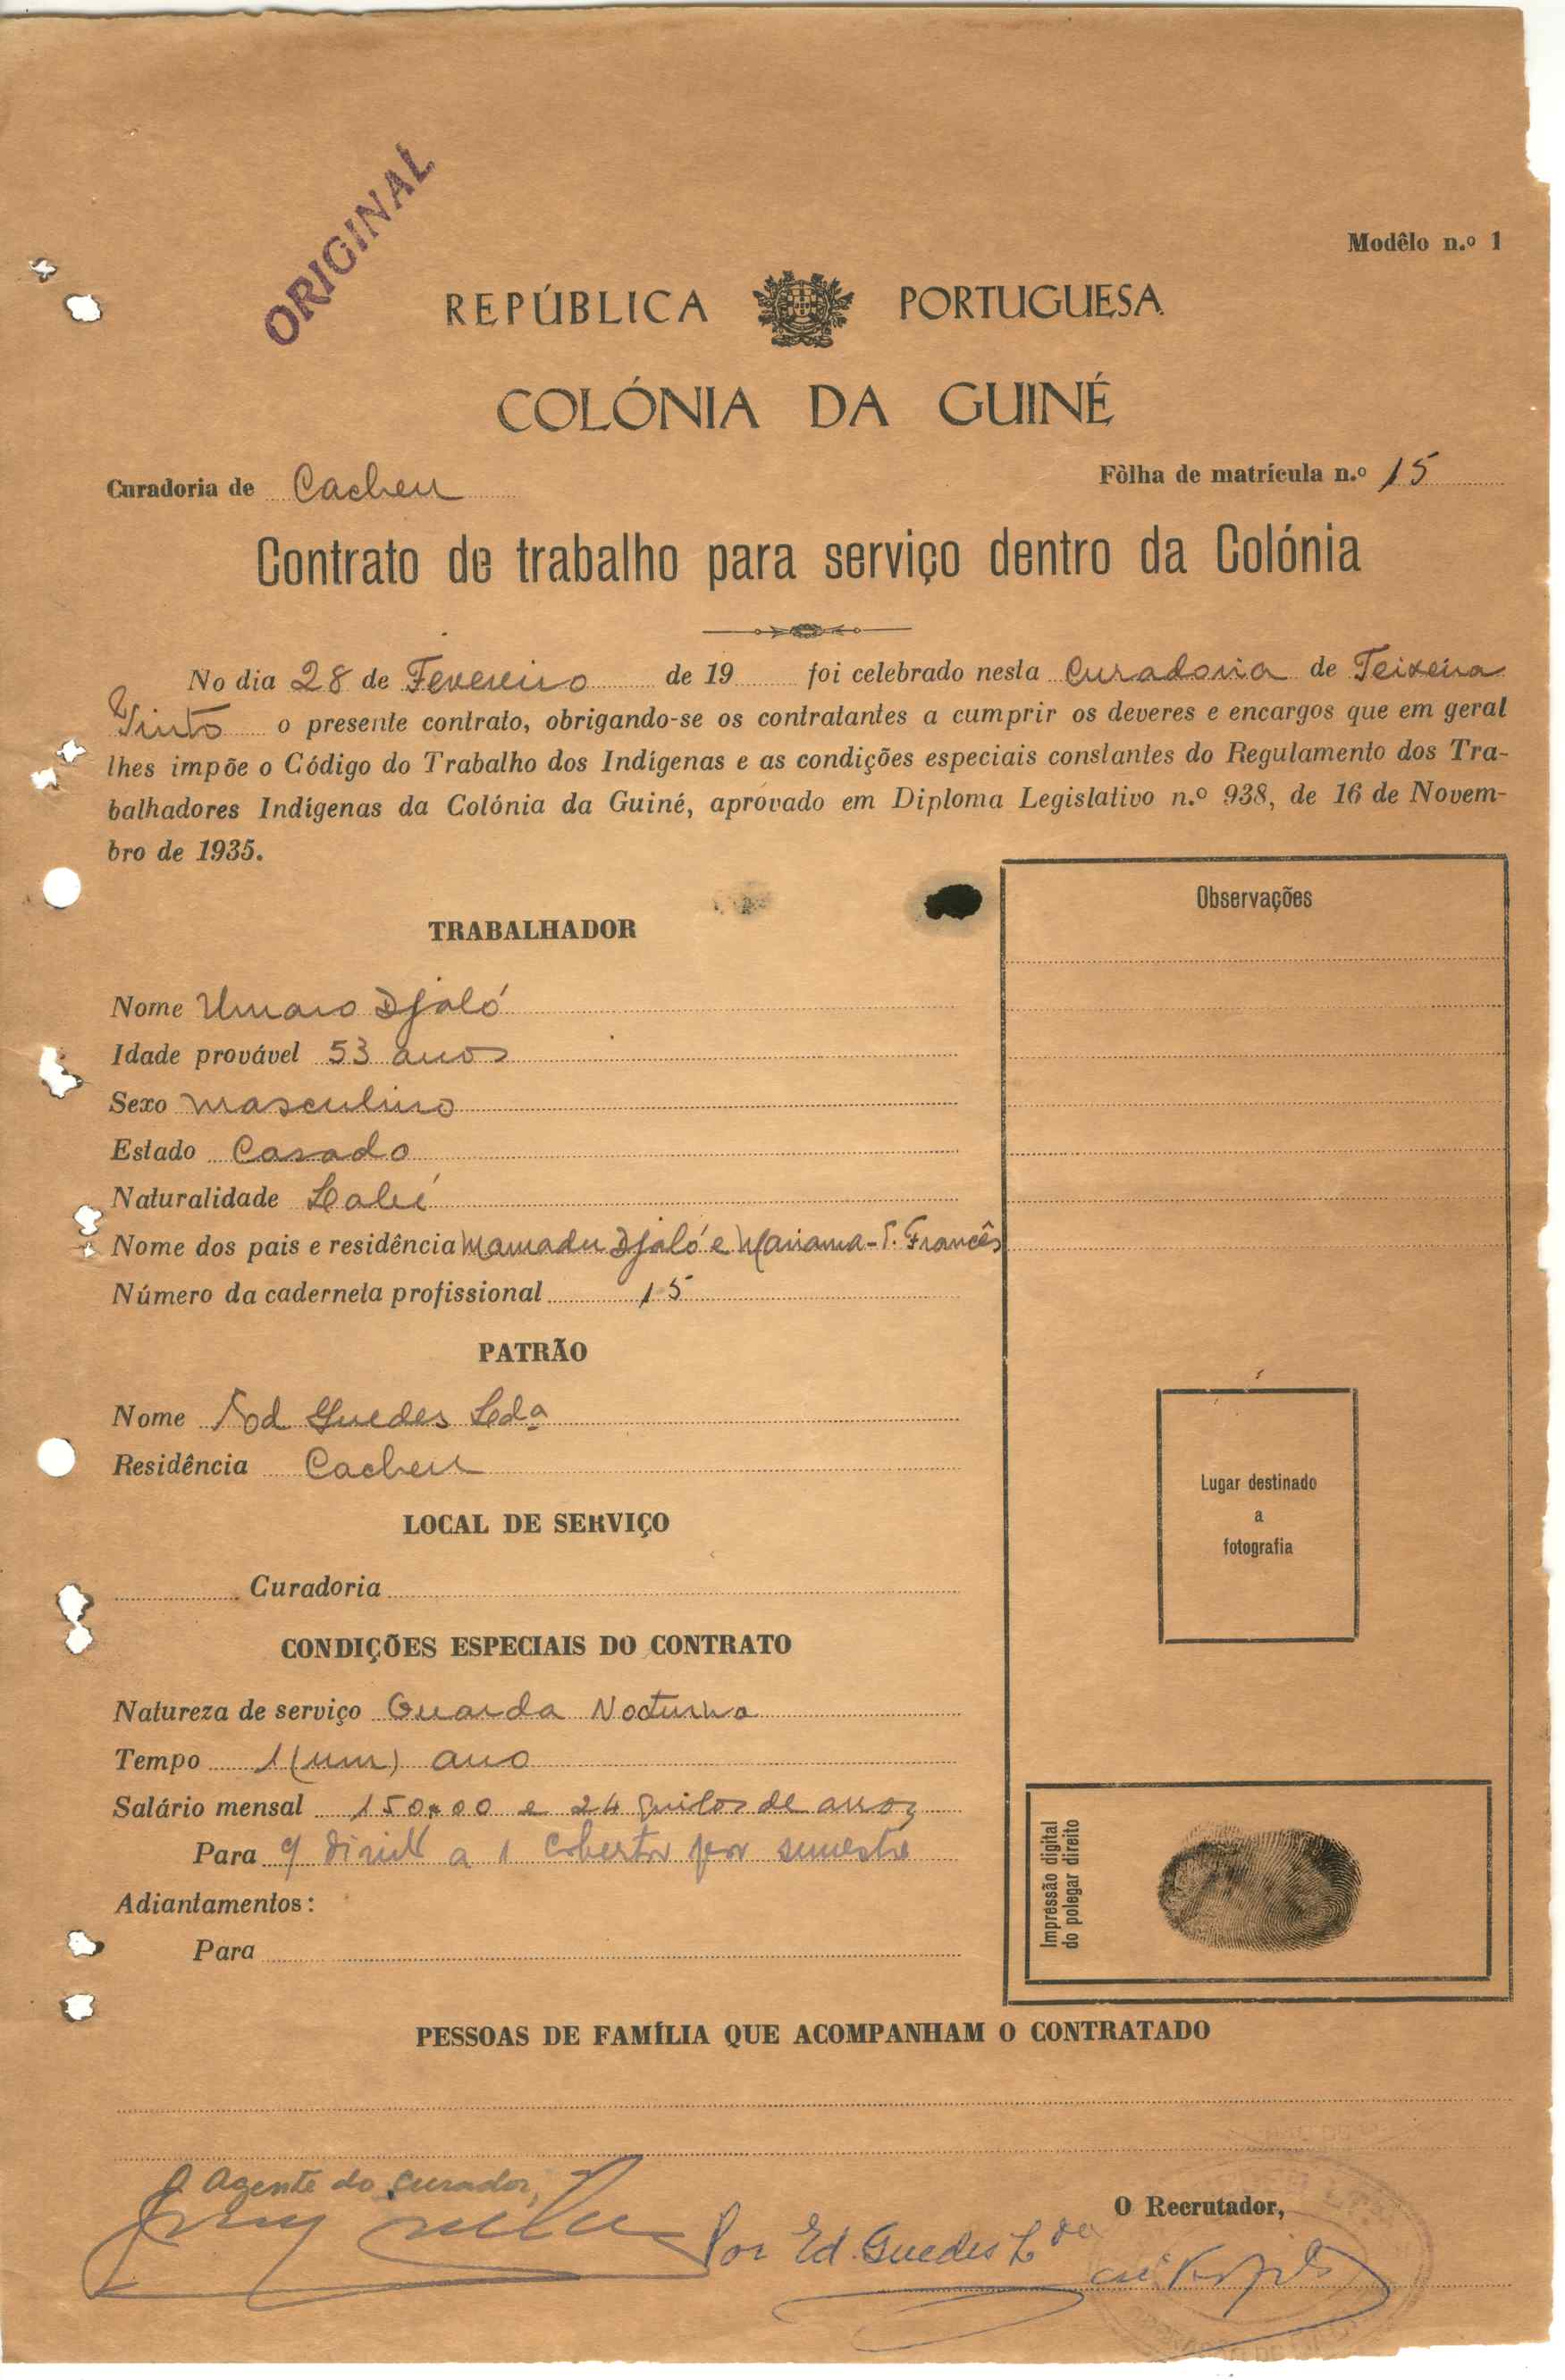 ORIGINAL
Modêlo n.º 1
REPÚBLICA PORTUGUESA
COLÓNIA DA GUINÉ
Curadoria de Cacheu
Fôlha de matrícula n.º 15
Contrato de trabalho para serviço dentro da Colónia
No dia 28 de Fevereiro de 19 foi celebrado nesta Curadoria de Teixeira
Pinto o presente contrato, obrigando-se os contratantes a cumprir os deveres e encargos que em geral
lhes impõe o Código do Trabalho dos Indígenas e as condições especiais constantes do Regulamento dos Tra-
balhadores Indígenas da Colónia da Guiné, aprovado em Diploma Legislativo n.º 938, de 16 de Novem-
bro de 1935.
Observações
TRABALHADOR
Nome Umaro Djaló
Idade provável 53 anos
Sexo masculino
Estado Casado
Naturalidade Labé
Nome dos pais e residência Mamadu Djaló e Mariama - T. Francês
Número da caderneta profissional 15
PATRÃO
Nome Ed Guedes Lda
Residência Cacheu
LOCAL DE SERVIÇO
Curadoria
Lugar destinado
a
fotografia
CONDIÇÕES ESPECIAIS DO CONTRATO
Natureza de serviço Guarda Nocturna
Tempo 1 (um) ano
Salário mensal 150$00 e 24 quilos de arroz
Para a 1 cobertor por semestre
Adiantamentos:
Para
Impressão digital
do polegar direito
PESSOAS DE FAMÍLIA QUE ACOMPANHAM O CONTRATADO
O Agente do Curador,
O Recrutador,
Por Ed. Guedes Lda